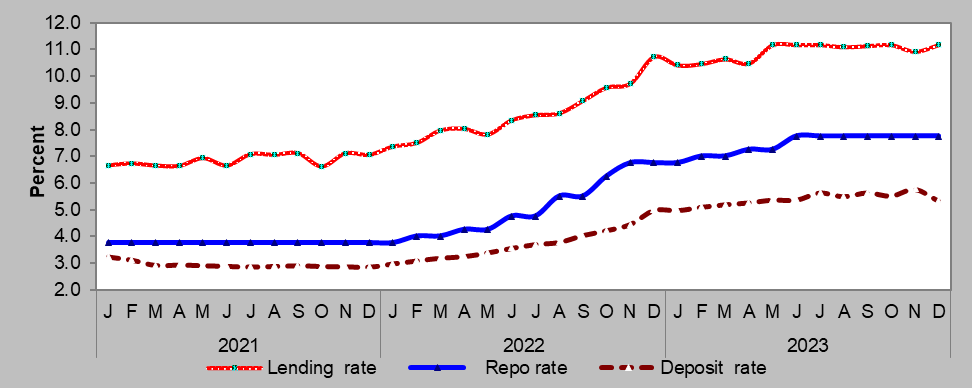 12.0
11.0
10.0
9.0
8.0
7.0
6.0
5.0
4.0
3.0
2.0
Percent
J F M A M J J A S O N D J F M A M J J A S O N D J F M A M J J A S O N D
2021 2022 2023
Lending rate Repo rate Deposit rate